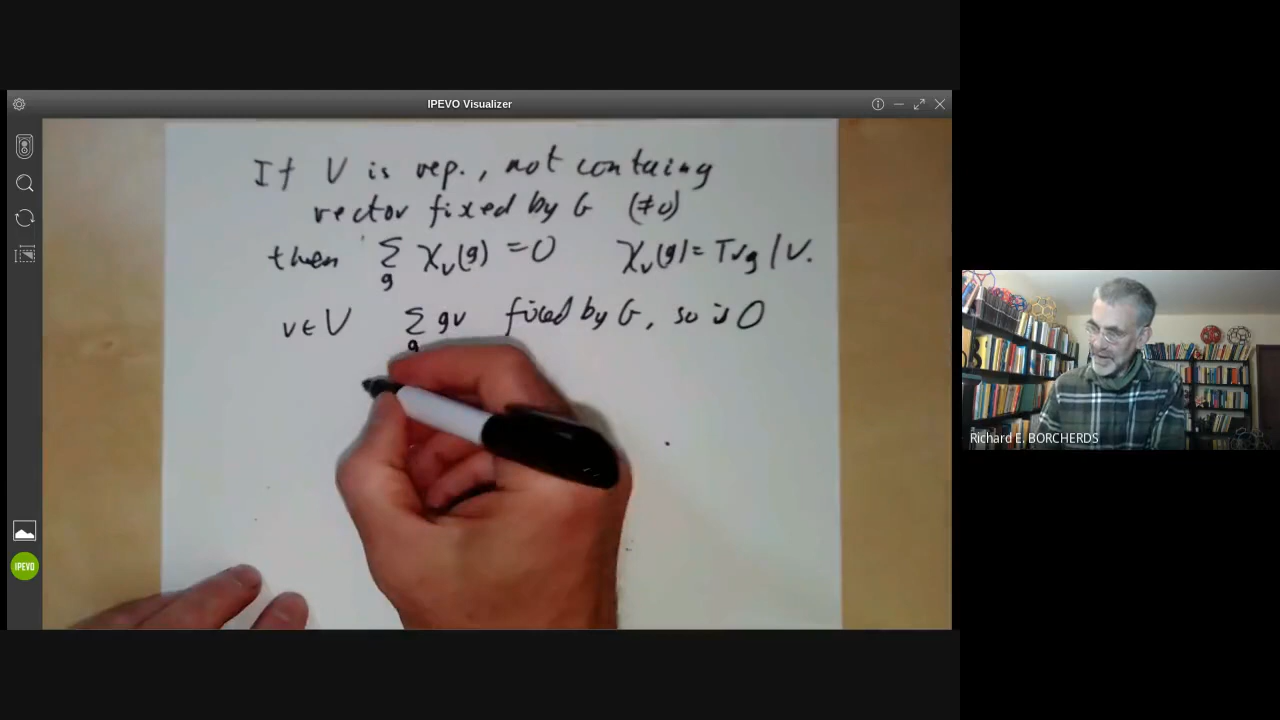 IPEVO Visualizer
If V is rep., not containg
vector fixed by G (≠0)
then Σ_g χ_V(g) = 0   χ_V(g) = Tr g | V.
v ∈ V   Σ_g gv   fixed by G, so is 0
Richard E. BORCHERDS
IPEVO